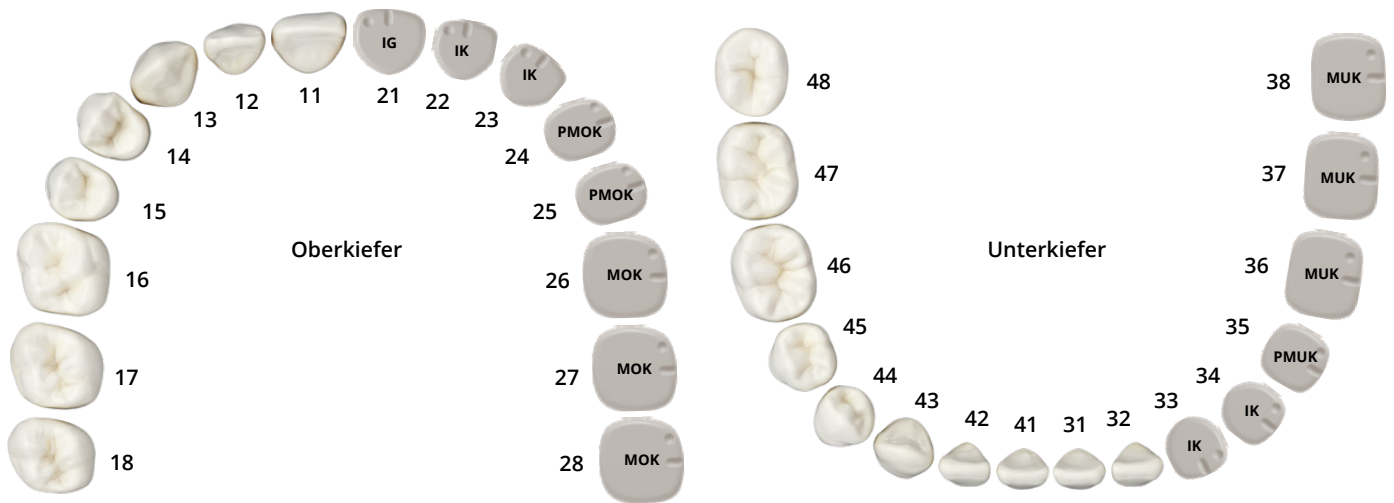 IG
IK
IK
PMOK
PMOK
MOK
MOK
MOK
11
12
13
14
15
16
17
18
21
22
23
24
25
26
27
28
Oberkiefer
48
47
46
45
44
43
42
41
31
32
33
34
35
36
37
38
Unterkiefer
MUK
MUK
MUK
PMUK
IK
IK